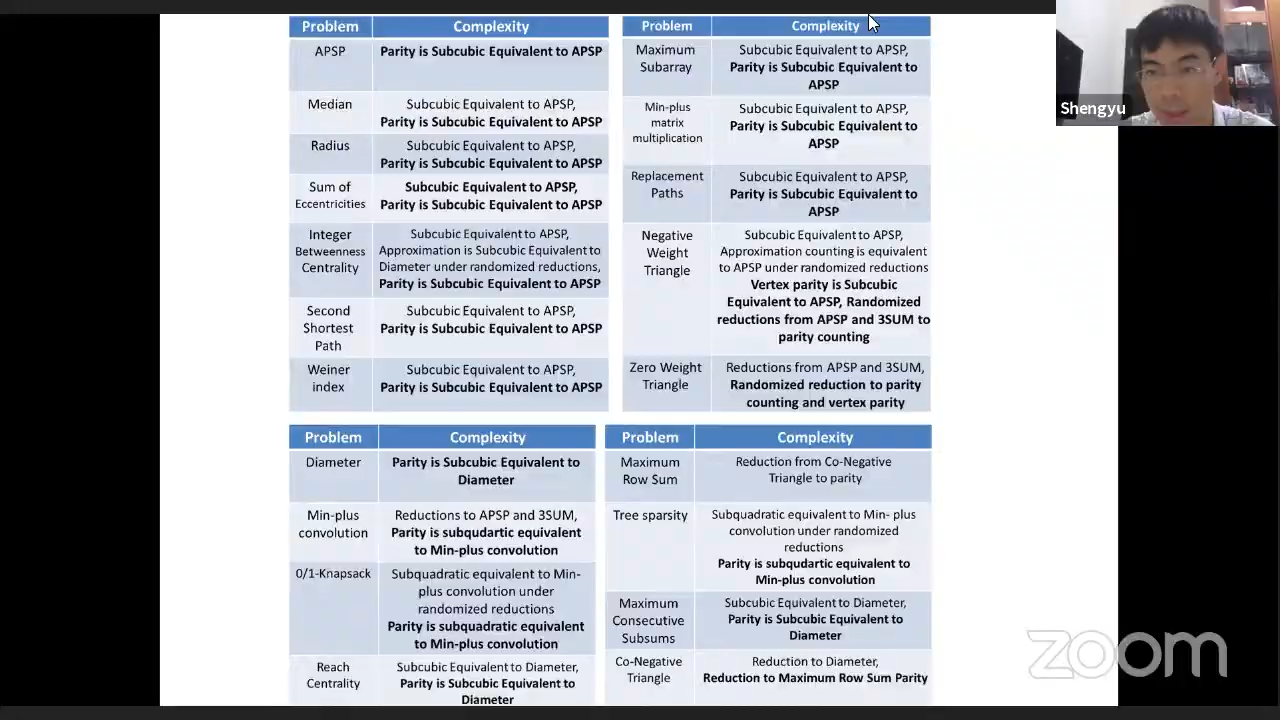 Problem Complexity
APSP Parity is Subcubic Equivalent to APSP
Median Subcubic Equivalent to APSP,
Parity is Subcubic Equivalent to APSP
Radius Subcubic Equivalent to APSP,
Parity is Subcubic Equivalent to APSP
Sum of Subcubic Equivalent to APSP,
Eccentricities Parity is Subcubic Equivalent to APSP
Integer Subcubic Equivalent to APSP,
Betweenness Approximation is Subcubic Equivalent to
Centrality Diameter under randomized reductions,
Parity is Subcubic Equivalent to APSP
Second Subcubic Equivalent to APSP,
Shortest Parity is Subcubic Equivalent to APSP
Path
Weiner Subcubic Equivalent to APSP,
index Parity is Subcubic Equivalent to APSP
Problem Complexity
Maximum Subcubic Equivalent to APSP,
Subarray Parity is Subcubic Equivalent to
APSP
Min-plus Subcubic Equivalent to APSP,
matrix Parity is Subcubic Equivalent to
multiplication APSP
Replacement Subcubic Equivalent to APSP,
Paths Parity is Subcubic Equivalent to
APSP
Negative Subcubic Equivalent to APSP,
Weight Approximation counting is equivalent
Triangle to APSP under randomized reductions
Vertex parity is Subcubic
Equivalent to APSP, Randomized
reductions from APSP and 3SUM to
parity counting
Zero Weight Reductions from APSP and 3SUM,
Triangle Randomized reduction to parity
counting and vertex parity
Problem Complexity
Diameter Parity is Subcubic Equivalent to
Diameter
Min-plus Reductions to APSP and 3SUM,
convolution Parity is subqudartic equivalent
to Min-plus convolution
0/1-Knapsack Subquadratic equivalent to Min-
plus convolution under
randomized reductions
Parity is subquadratic equivalent
to Min-plus convolution
Reach Subcubic Equivalent to Diameter,
Centrality Parity is Subcubic Equivalent to
Diameter
Problem Complexity
Maximum Reduction from Co-Negative
Row Sum Triangle to parity
Tree sparsity Subquadratic equivalent to Min- plus
convolution under randomized
reductions
Parity is subqudartic equivalent to
Min-plus convolution
Maximum Subcubic Equivalent to Diameter,
Consecutive Parity is Subcubic Equivalent to
Subsums Diameter
Co-Negative Reduction to Diameter,
Triangle Reduction to Maximum Row Sum Parity
Shengyu
zoom